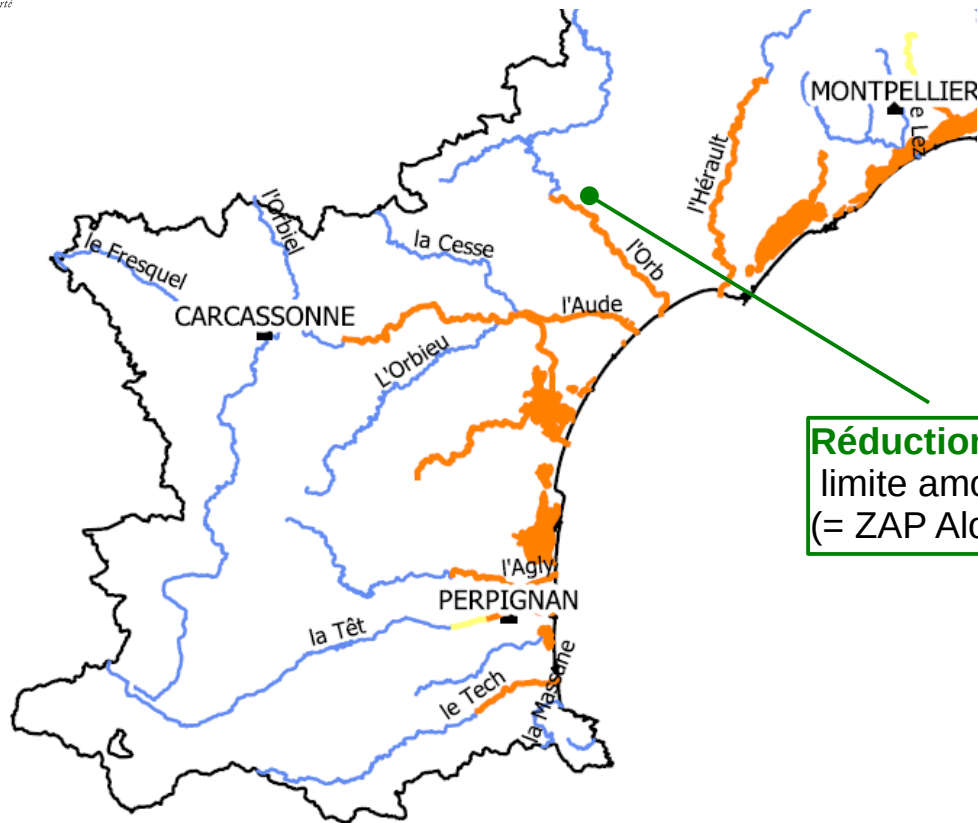 MONTPELLIER
e Lez
l'Hérault
l'Orbiel
la Cesse
l'Orb
le Fresquel
l'Aude
CARCASSONNE
L'Orbieu
Réduction
limite amo
(= ZAP Alo
l'Agly
PERPIGNAN
la Têt
le Tech
la Massane